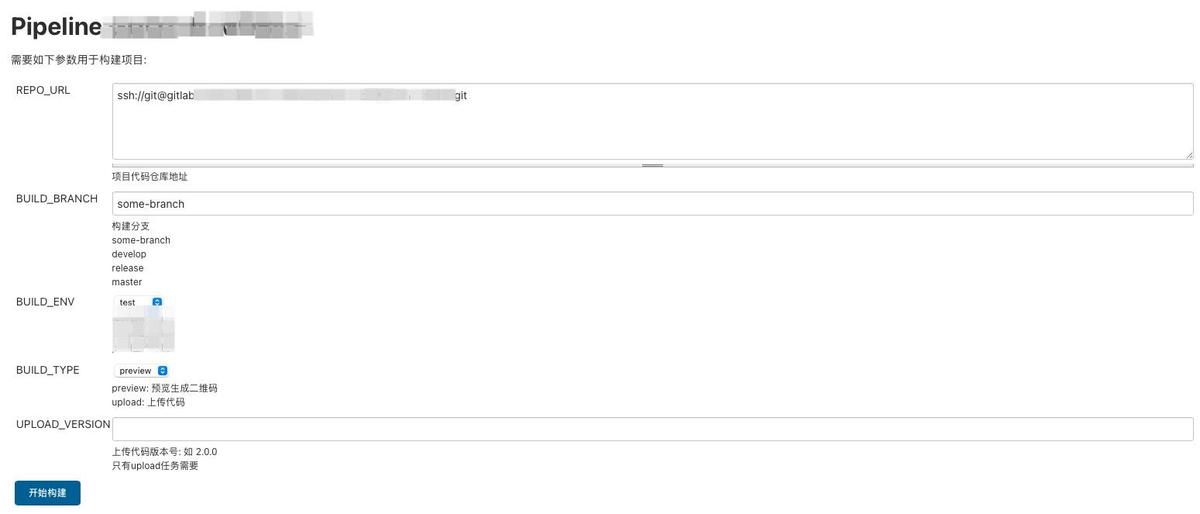 Pipeline
需要如下参数用于构建项目:
REPO_URL
ssh://git@gitlab git
项目代码仓库地址
BUILD_BRANCH
some-branch
构建分支
some-branch
develop
release
master
BUILD_ENV
test
BUILD_TYPE
preview
preview: 预览生成二维码
upload: 上传代码
UPLOAD_VERSION
上传代码版本号: 如 2.0.0
只有upload任务需要
开始构建